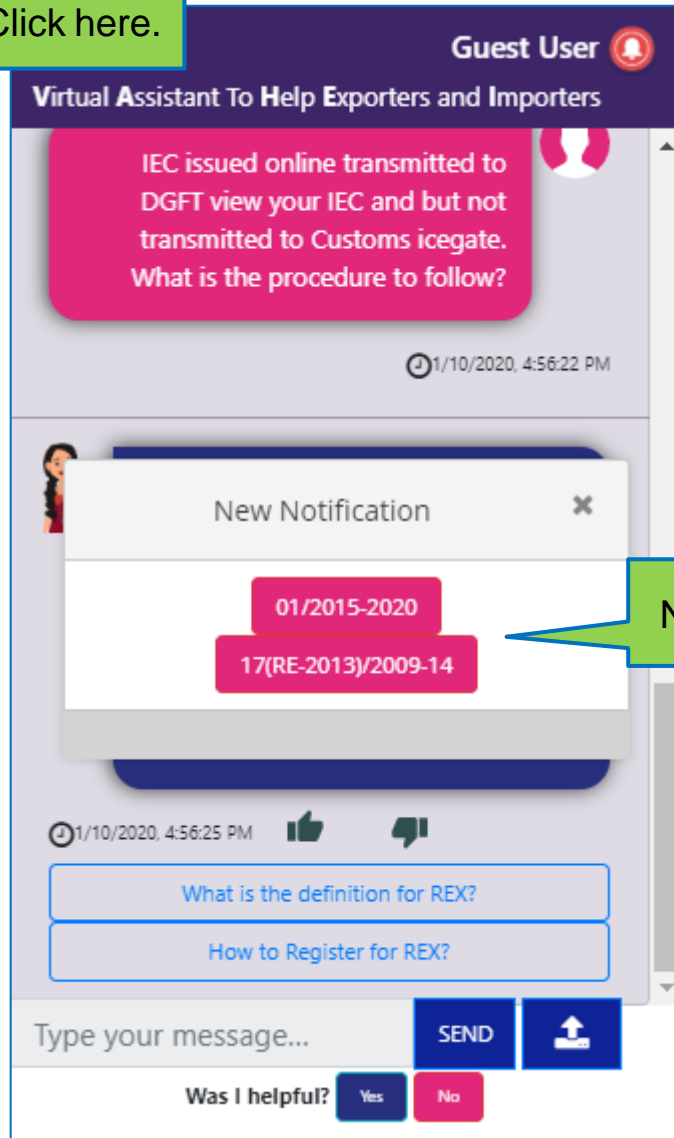 Click here.
Guest User
Virtual Assistant To Help Exporters and Importers
IEC issued online transmitted to
DGFT view your IEC and but not
transmitted to Customs icegate.
What is the procedure to follow?
1/10/2020, 4:56:22 PM
New Notification
01/2015-2020
N
17(RE-2013)/2009-14
1/10/2020, 4:56:25 PM
What is the definition for REX?
How to Register for REX?
Type your message...
SEND
Was I helpful?
Yes
No